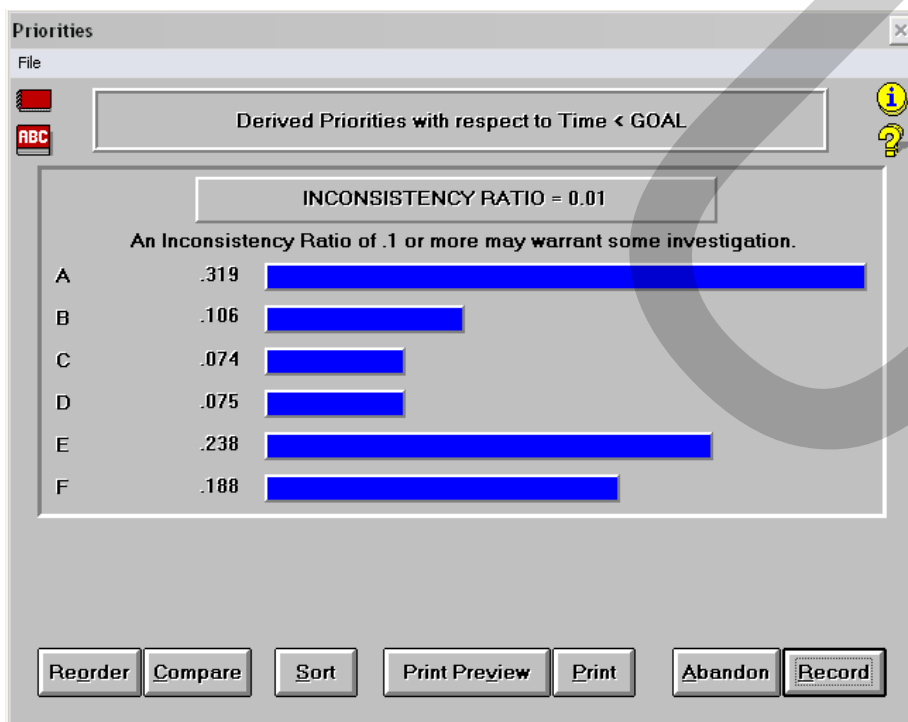 Priorities
File
ABC
Derived Priorities with respect to Time < GOAL
INCONSISTENCY RATIO = 0.01
An Inconsistency Ratio of .1 or more may warrant some investigation.
A .319
B .106
C .074
D .075
E .238
F .188
Reorder Compare Sort Print Preview Print Abandon Record